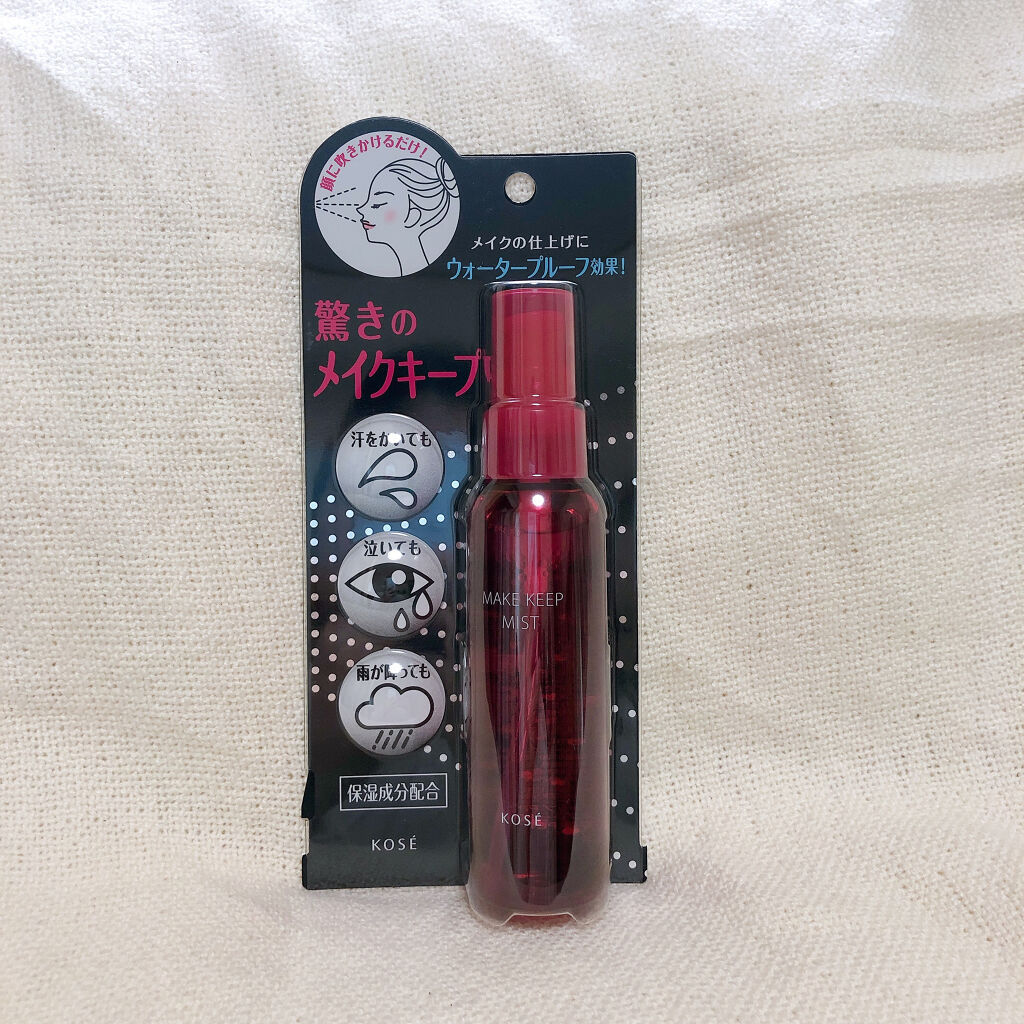 顔に吹きかけるだけ!
メイクの仕上げに
ウォータープルーフ効果!
驚きの
メイクキープ
汗をかいても
泣いても
雨が降っても
保湿成分配合
KOSÉ
MAKE KEEP
MIST
KOSÉ